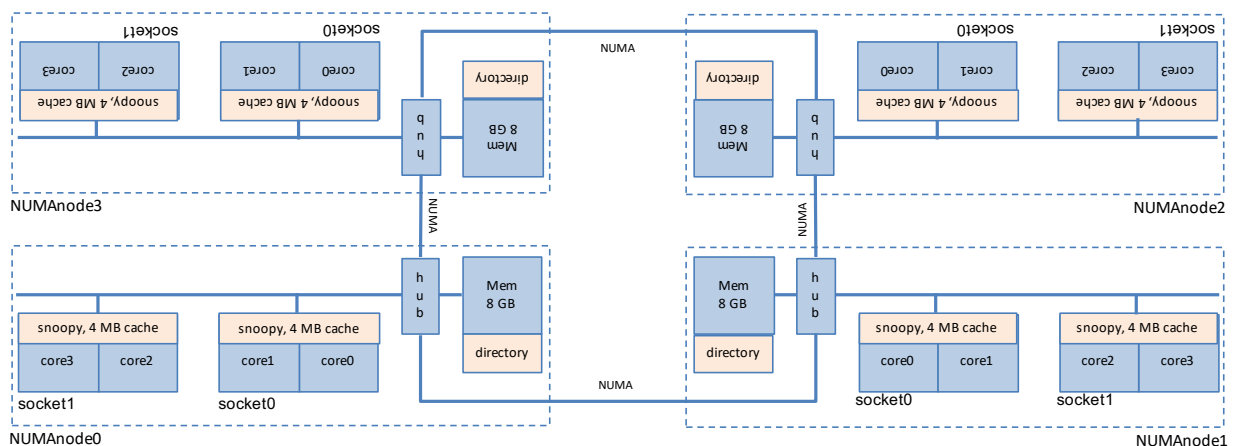 socket1
socket0
core3
core2
core1
core0
snoopy, 4 MB cache
snoopy, 4 MB cache
directory
Mem
8 GB
hub
NUMAnode3
NUMA
socket0
socket1
core0
core1
core2
core3
snoopy, 4 MB cache
snoopy, 4 MB cache
directory
Mem
8 GB
hub
NUMAnode2
NUMA
NUMA
hub
Mem
8 GB
directory
snoopy, 4 MB cache
snoopy, 4 MB cache
core3
core2
core1
core0
socket1
socket0
NUMAnode0
NUMA
Mem
8 GB
directory
hub
snoopy, 4 MB cache
snoopy, 4 MB cache
core0
core1
core2
core3
socket0
socket1
NUMAnode1